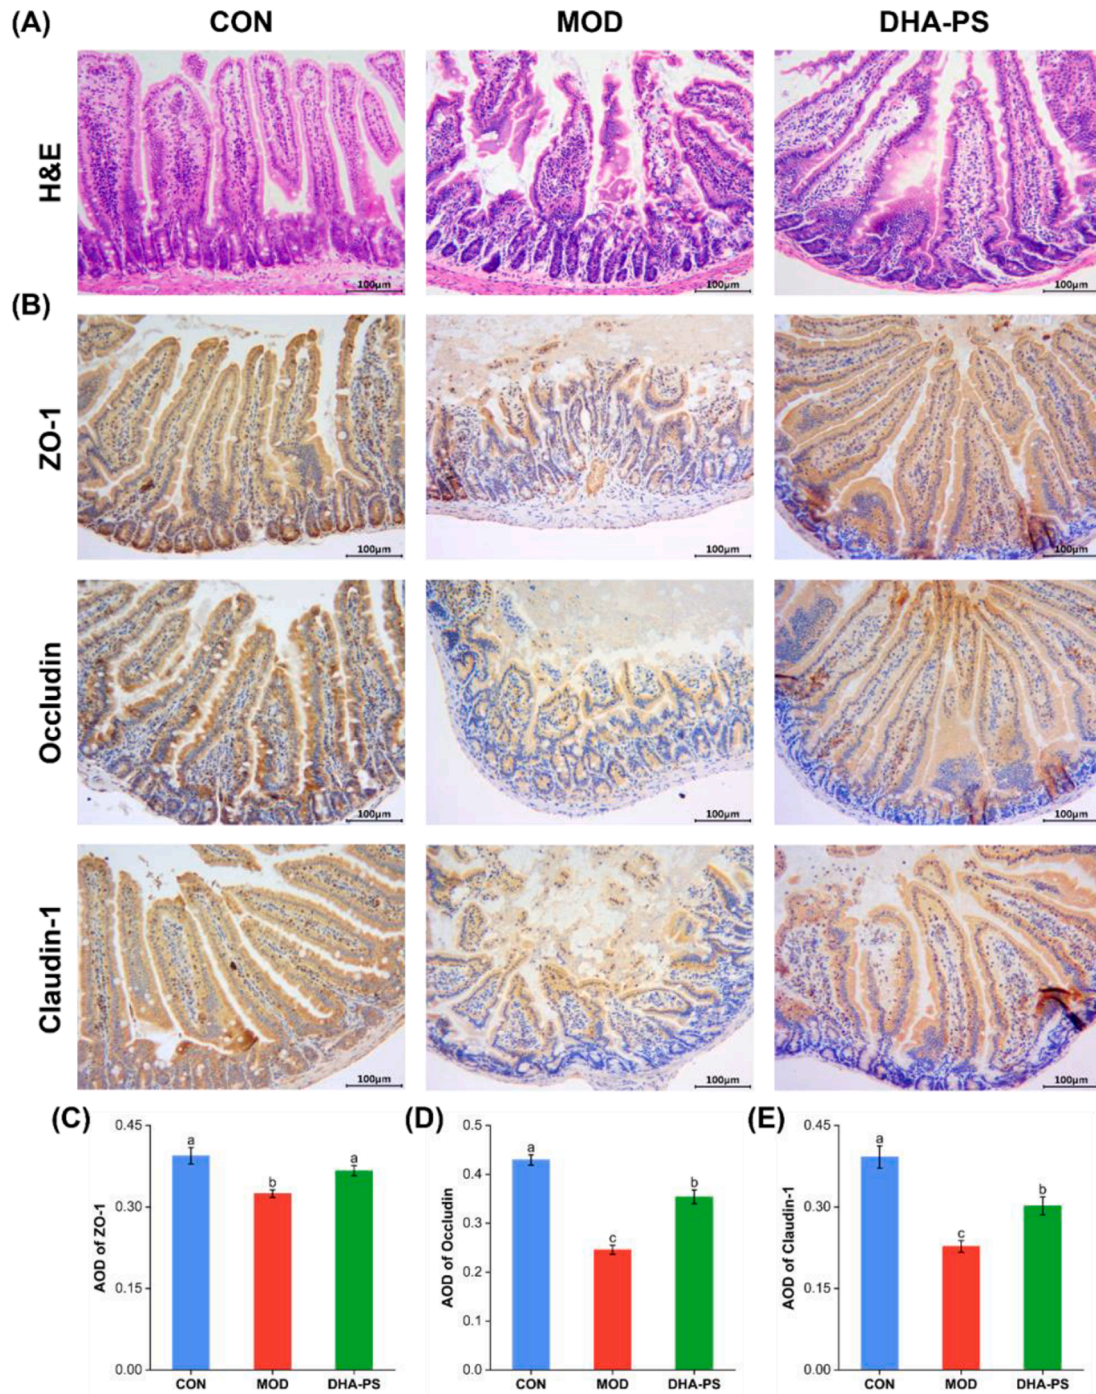 (A) CON MOD DHA-PS
H&E
100μm 100μm 100μm
(B)
ZO-1
100μm 100μm 100μm
Occludin
100μm 100μm 100μm
Claudin-1
100μm 100μm 100μm
(C) (D) (E)
AOD of ZO-1
0.45
0.30
0.15
0.00
a
b
a
CON MOD DHA-PS
AOD of Occludin
0.5
0.4
0.3
0.2
0.1
0.0
a
c
b
CON MOD DHA-PS
AOD of Claudin-1
0.45
0.30
0.15
0.00
a
c
b
CON MOD DHA-PS